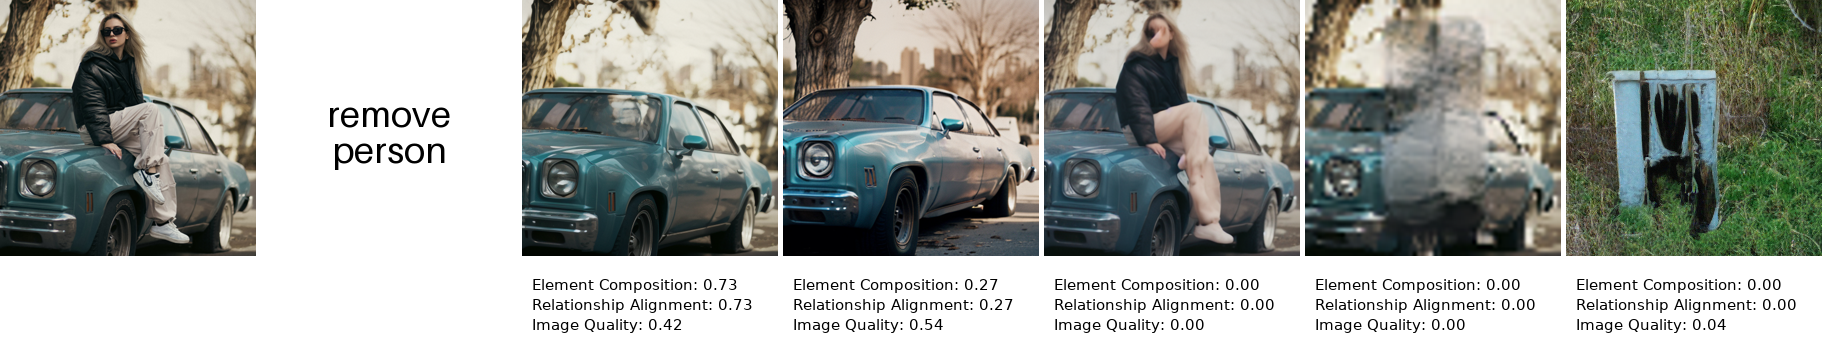 remove
person
Element Composition: 0.73
Relationship Alignment: 0.73
Image Quality: 0.42
Element Composition: 0.27
Relationship Alignment: 0.27
Image Quality: 0.54
Element Composition: 0.00
Relationship Alignment: 0.00
Image Quality: 0.00
Element Composition: 0.00
Relationship Alignment: 0.00
Image Quality: 0.00
Element Composition: 0.00
Relationship Alignment: 0.00
Image Quality: 0.04